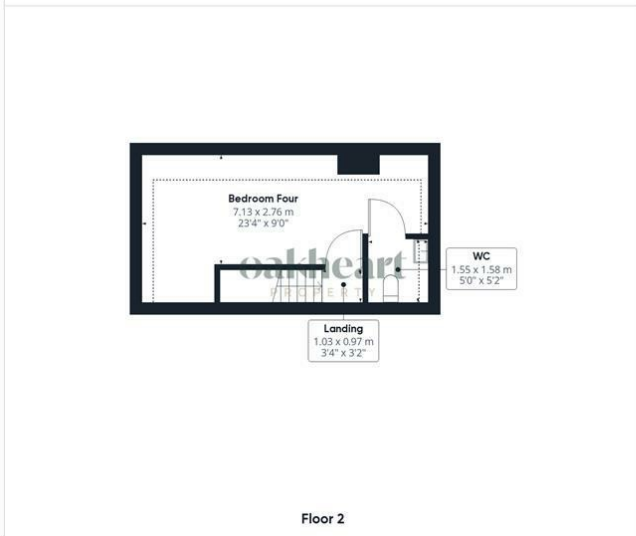 Bedroom Four
7.13 x 2.76 m
23'4" x 9'0"
oakheart
PROPERTY
WC
1.55 x 1.58 m
5'0" x 5'2"
Landing
1.03 x 0.97 m
3'4" x 3'2"
Floor 2